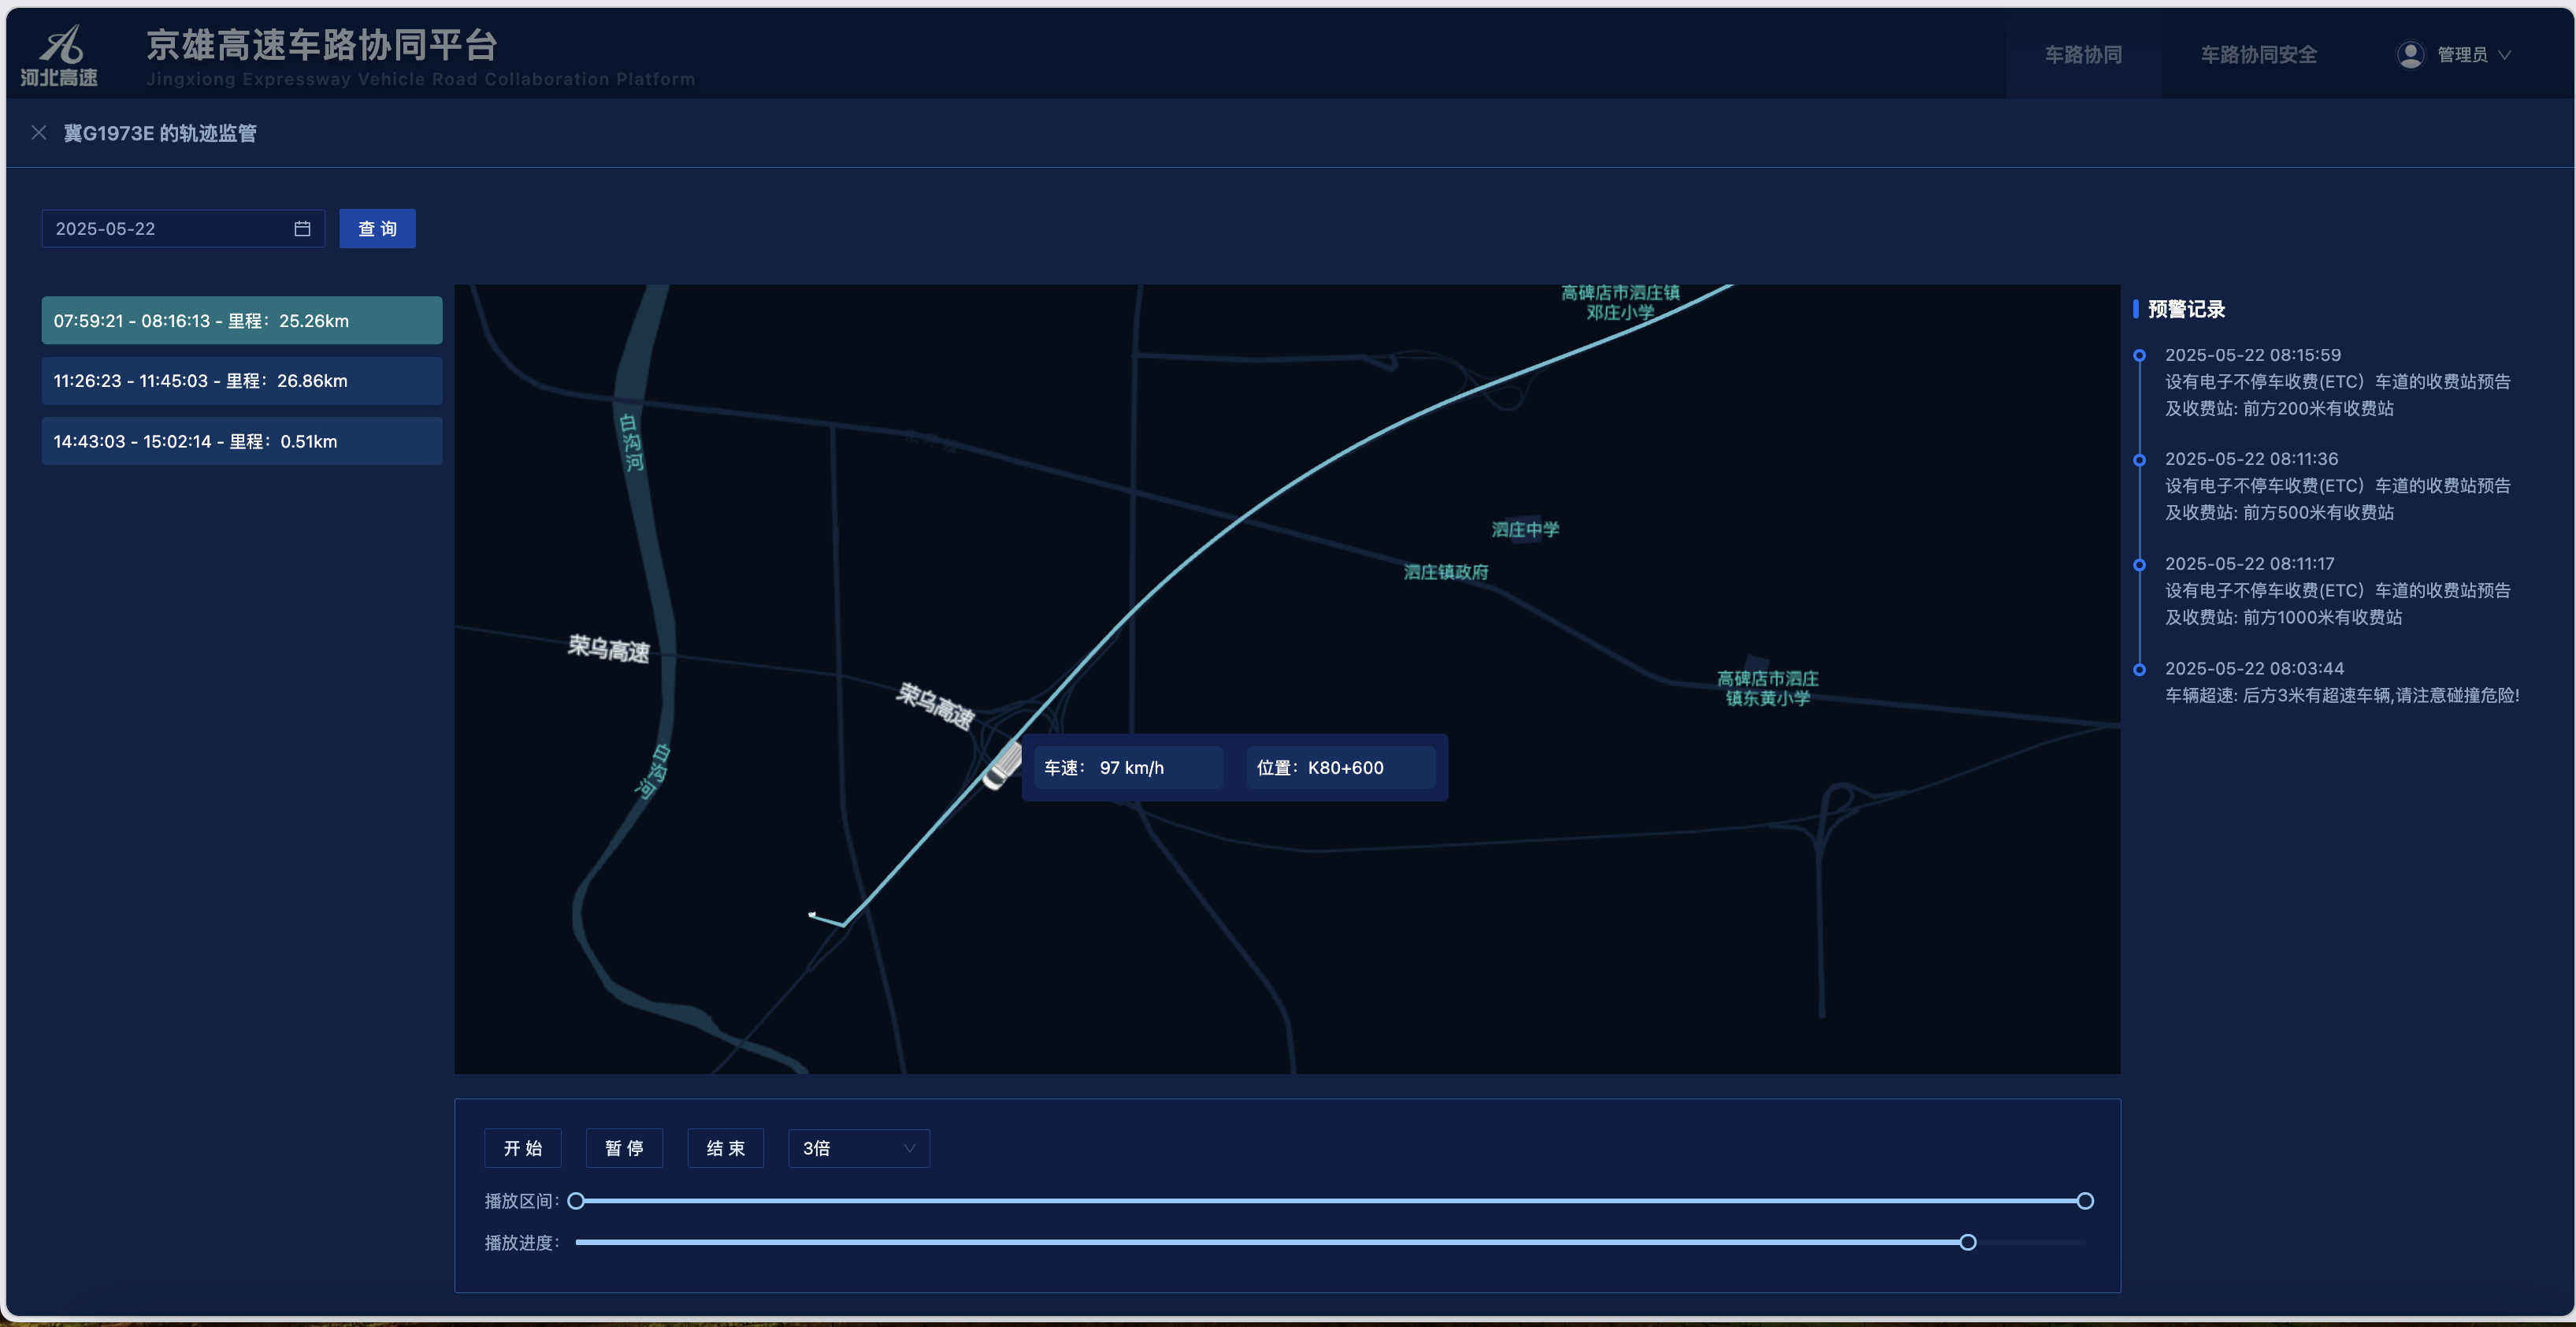 河北高速
京雄高速车路协同平台
Jingxiong Expressway Vehicle Road Collaboration Platform
车路协同
车路协同安全
管理员
冀G1973E 的轨迹监管
2025-05-22
查 询
07:59:21 - 08:16:13 - 里程：25.26km
11:26:23 - 11:45:03 - 里程：26.86km
14:43:03 - 15:02:14 - 里程：0.51km
高碑店市泗庄镇
邓庄小学
白沟河
泗庄中学
泗庄镇政府
荣乌高速
荣乌高速
高碑店市泗庄
镇东黄小学
白沟河
车速： 97 km/h
位置：K80+600
预警记录
2025-05-22 08:15:59
设有电子不停车收费(ETC）车道的收费站预告
及收费站: 前方200米有收费站
2025-05-22 08:11:36
设有电子不停车收费(ETC）车道的收费站预告
及收费站: 前方500米有收费站
2025-05-22 08:11:17
设有电子不停车收费(ETC）车道的收费站预告
及收费站: 前方1000米有收费站
2025-05-22 08:03:44
车辆超速: 后方3米有超速车辆,请注意碰撞危险!
开 始
暂 停
结 束
3倍
播放区间：
播放进度：